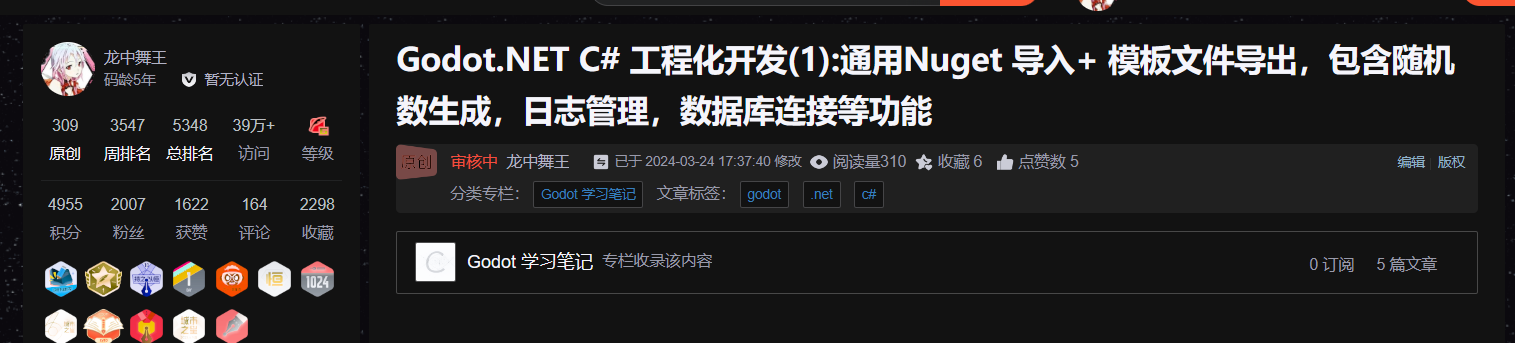 龙中舞王
码龄5年 暂无认证
309 3547 5348 39万+
原创 周排名 总排名 访问 等级
4955 2007 1622 164 2298
积分 粉丝 获赞 评论 收藏
1024
Godot.NET C# 工程化开发(1):通用Nuget 导入+ 模板文件导出，包含随机
数生成，日志管理，数据库连接等功能
原创 审核中 龙中舞王 已于 2024-03-24 17:37:40 修改 阅读量310 收藏 6 点赞数 5 编辑 版权
分类专栏： Godot 学习笔记 文章标签： godot .net c#
Godot 学习笔记 专栏收录该内容 0 订阅 5 篇文章